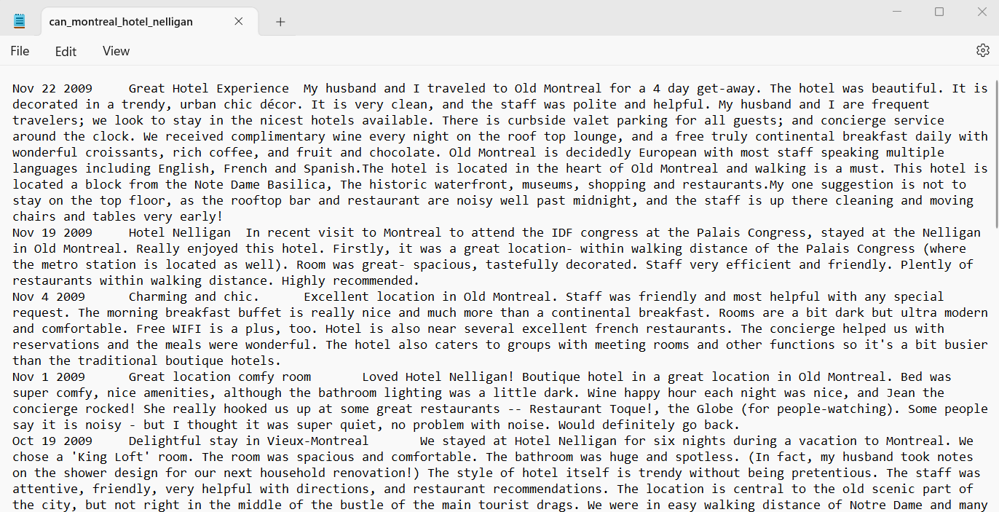 can_montreal_hotel_nelligan
File Edit View
Nov 22 2009 Great Hotel Experience My husband and I traveled to Old Montreal for a 4 day get-away. The hotel was beautiful. It is
decorated in a trendy, urban chic décor. It is very clean, and the staff was polite and helpful. My husband and I are frequent
travelers; we look to stay in the nicest hotels available. There is curbside valet parking for all guests; and concierge service
around the clock. We received complimentary wine every night on the roof top lounge, and a free truly continental breakfast daily with
wonderful croissants, rich coffee, and fruit and chocolate. Old Montreal is decidedly European with most staff speaking multiple
languages including English, French and Spanish.The hotel is located in the heart of Old Montreal and walking is a must. This hotel is
located a block from the Note Dame Basilica, The historic waterfront, museums, shopping and restaurants.My one suggestion is not to
stay on the top floor, as the rooftop bar and restaurant are noisy well past midnight, and the staff is up there cleaning and moving
chairs and tables very early!
Nov 19 2009 Hotel Nelligan In recent visit to Montreal to attend the IDF congress at the Palais Congress, stayed at the Nelligan
in Old Montreal. Really enjoyed this hotel. Firstly, it was a great location- within walking distance of the Palais Congress (where
the metro station is located as well). Room was great- spacious, tastefully decorated. Staff very efficient and friendly. Plently of
restaurants within walking distance. Highly recommended.
Nov 4 2009 Charming and chic. Excellent location in Old Montreal. Staff was friendly and most helpful with any special
request. The morning breakfast buffet is really nice and much more than a continental breakfast. Rooms are a bit dark but ultra modern
and comfortable. Free WIFI is a plus, too. Hotel is also near several excellent french restaurants. The concierge helped us with
reservations and the meals were wonderful. The hotel also caters to groups with meeting rooms and other functions so it's a bit busier
than the traditional boutique hotels.
Nov 1 2009 Great location comfy room Loved Hotel Nelligan! Boutique hotel in a great location in Old Montreal. Bed was
super comfy, nice amenities, although the bathroom lighting was a little dark. Wine happy hour each night was nice, and Jean the
concierge rocked! She really hooked us up at some great restaurants -- Restaurant Toque!, the Globe (for people-watching). Some people
say it is noisy - but I thought it was super quiet, no problem with noise. Would definitely go back.
Oct 19 2009 Delightful stay in Vieux-Montreal We stayed at Hotel Nelligan for six nights during a vacation to Montreal. We
chose a 'King Loft' room. The room was spacious and comfortable. The bathroom was huge and spotless. (In fact, my husband took notes
on the shower design for our next household renovation!) The style of hotel itself is trendy without being pretentious. The staff was
attentive, friendly, very helpful with directions, and restaurant recommendations. The location is central to the old scenic part of
the city, but not right in the middle of the bustle of the main tourist drags. We were in easy walking distance of Notre Dame and many